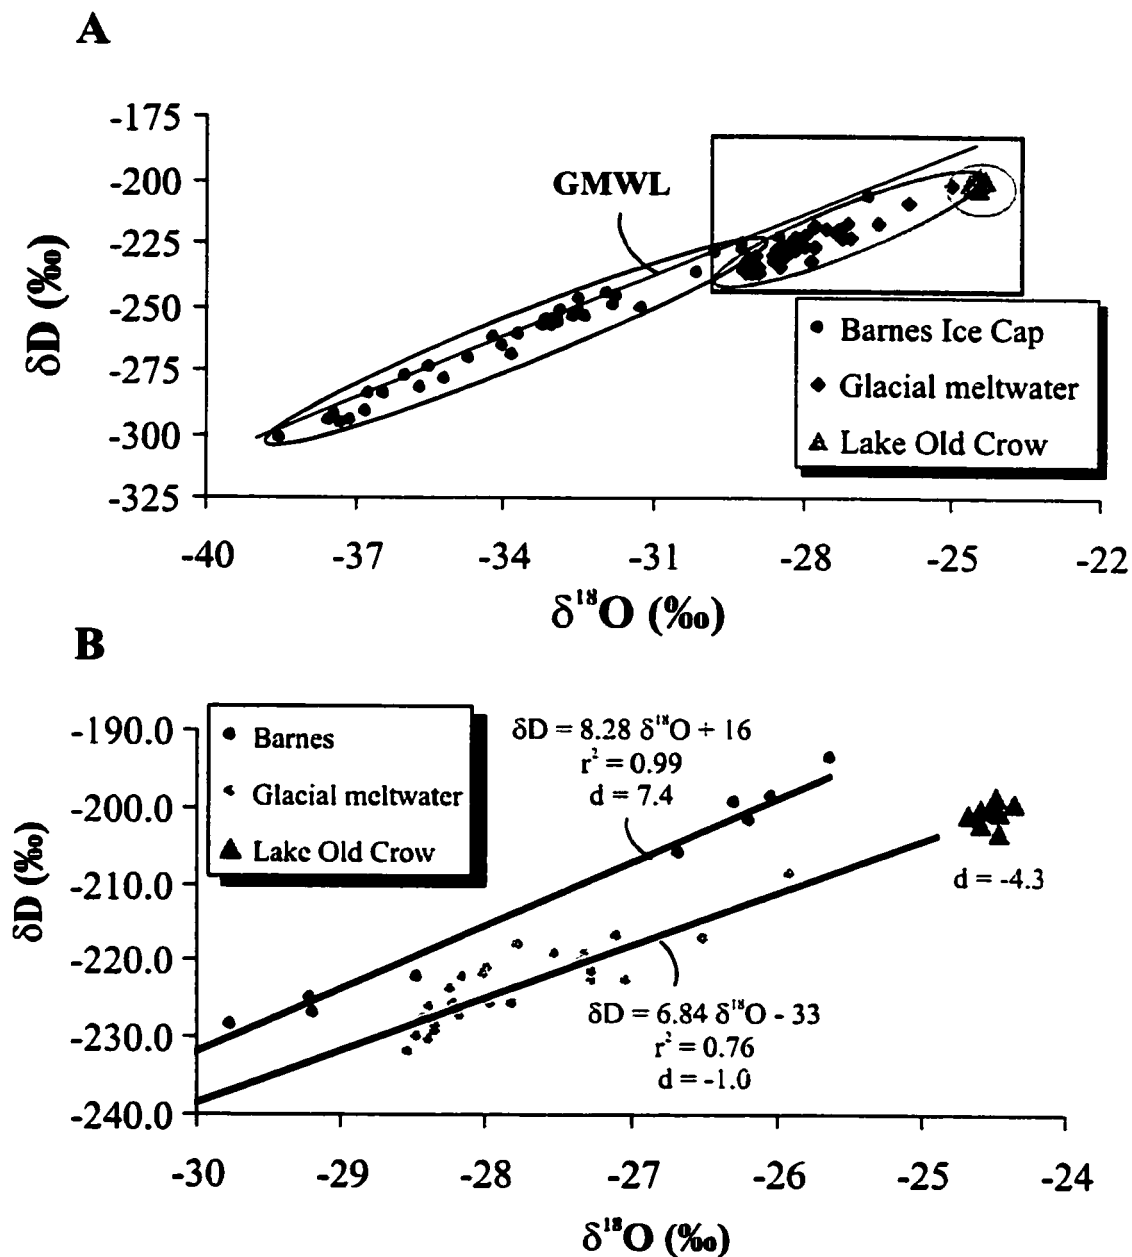 A
-175
-200
-225
-250
-275
-300
-325
δD (‰)
GMWL
Barnes Ice Cap
Glacial meltwater
Lake Old Crow
-40 -37 -34 -31 -28 -25 -22
δ¹⁸O (‰)
B
-190.0
-200.0
-210.0
-220.0
-230.0
-240.0
δD (‰)
Barnes
Glacial meltwater
Lake Old Crow
δD = 8.28 δ¹⁸O + 16
r² = 0.99
d = 7.4
d = -4.3
δD = 6.84 δ¹⁸O - 33
r² = 0.76
d = -1.0
-30 -29 -28 -27 -26 -25 -24
δ¹⁸O (‰)